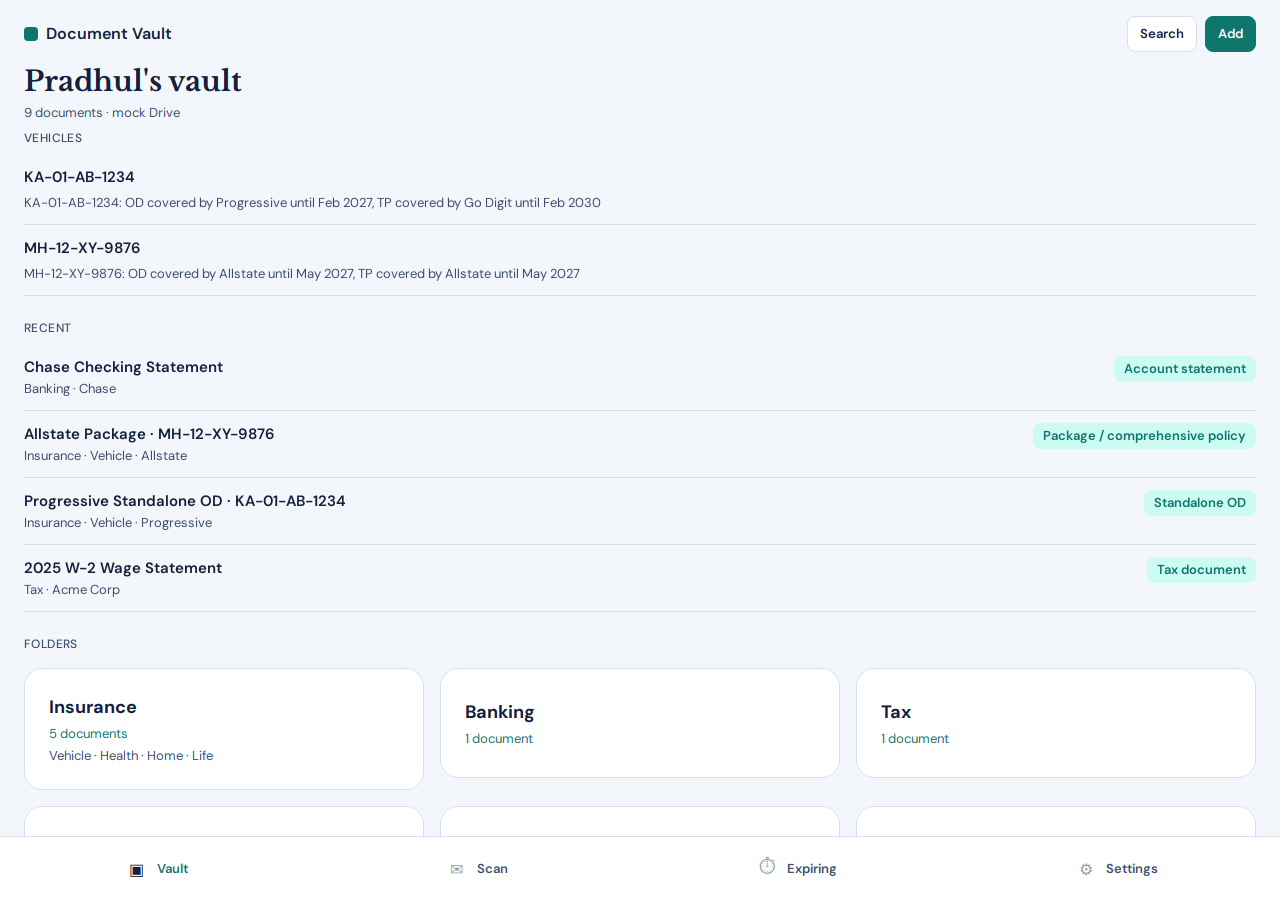 Document Vault
Search
Add
Pradhul's vault
9 documents · mock Drive
VEHICLES
KA-01-AB-1234
KA-01-AB-1234: OD covered by Progressive until Feb 2027, TP covered by Go Digit until Feb 2030
MH-12-XY-9876
MH-12-XY-9876: OD covered by Allstate until May 2027, TP covered by Allstate until May 2027
RECENT
Chase Checking Statement
Account statement
Banking · Chase
Allstate Package · MH-12-XY-9876
Package / comprehensive policy
Insurance · Vehicle · Allstate
Progressive Standalone OD · KA-01-AB-1234
Standalone OD
Insurance · Vehicle · Progressive
2025 W-2 Wage Statement
Tax document
Tax · Acme Corp
FOLDERS
Insurance
5 documents
Vehicle · Health · Home · Life
Banking
1 document
Tax
1 document
Vault
Scan
Expiring
Settings